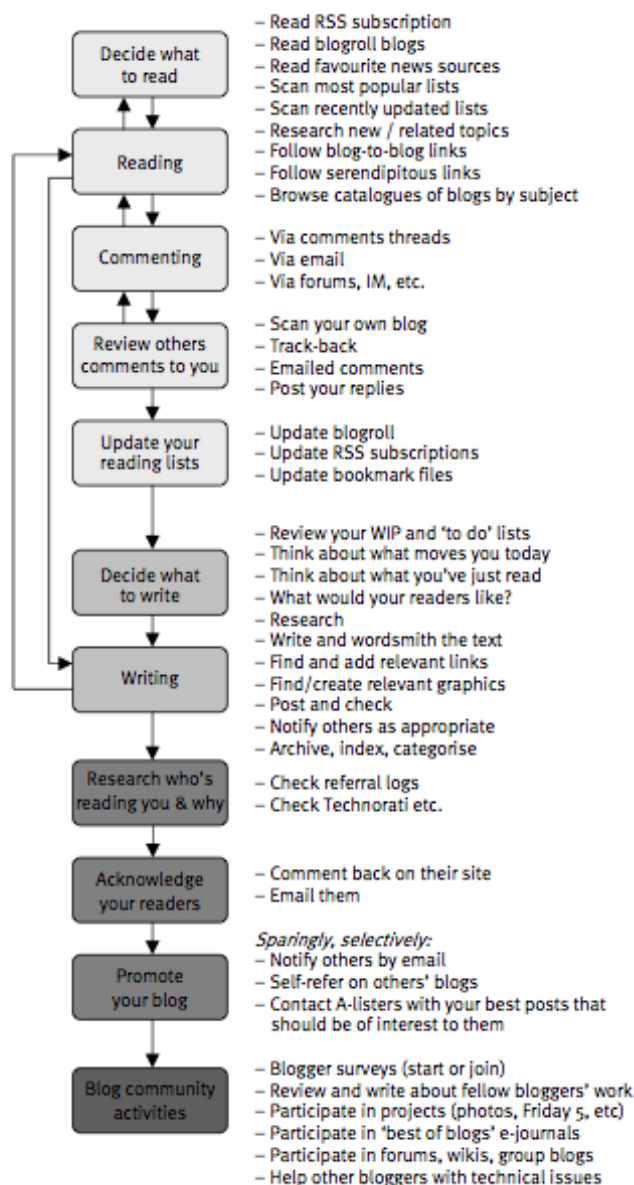 Decide what
to read
– Read RSS subscription
– Read blogroll blogs
– Read favourite news sources
– Scan most popular lists
– Scan recently updated lists
– Research new / related topics
– Follow blog-to-blog links
– Follow serendipitous links
– Browse catalogues of blogs by subject
Reading
Commenting
– Via comments threads
– Via email
– Via forums, IM, etc.
Review others
comments to you
– Scan your own blog
– Track-back
– Emailed comments
– Post your replies
Update your
reading lists
– Update blogroll
– Update RSS subscriptions
– Update bookmark files
Decide what
to write
– Review your WIP and ‘to do’ lists
– Think about what moves you today
– Think about what you’ve just read
– What would your readers like?
– Research
– Write and wordsmith the text
– Find and add relevant links
– Find/create relevant graphics
– Post and check
– Notify others as appropriate
– Archive, index, categorise
Writing
Research who's
reading you & why
– Check referral logs
– Check Technorati etc.
Acknowledge
your readers
– Comment back on their site
– Email them
Promote
your blog
Sparingly, selectively:
– Notify others by email
– Self-refer on others’ blogs
– Contact A-listers with your best posts that
should be of interest to them
Blog community
activities
– Blogger surveys (start or join)
– Review and write about fellow bloggers’ work
– Participate in projects (photos, Friday 5, etc)
– Participate in ‘best of blogs’ e-journals
– Participate in forums, wikis, group blogs
– Help other bloggers with technical issues